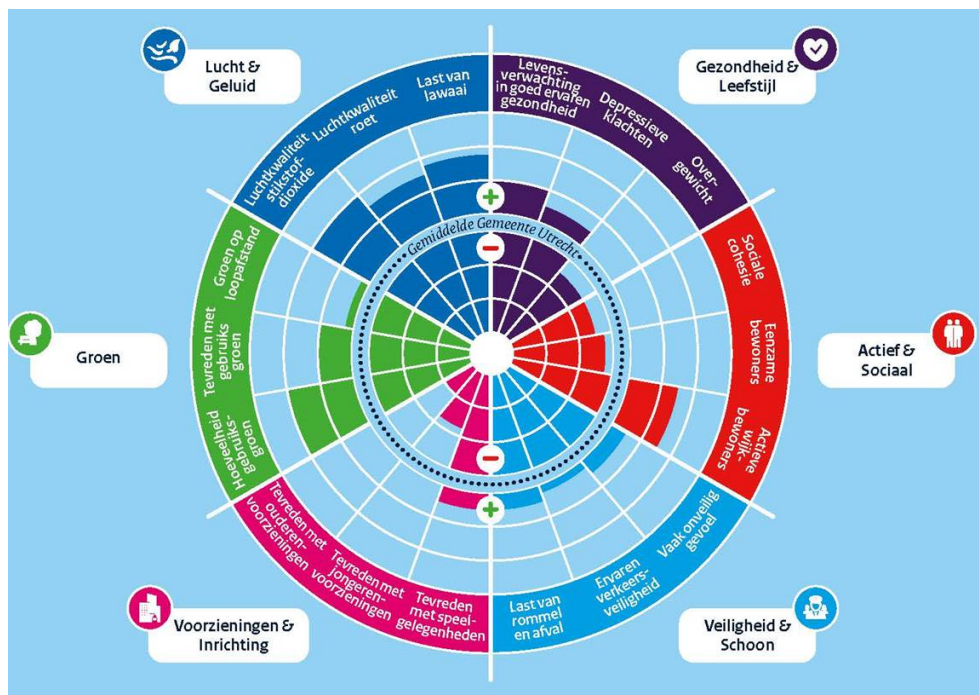 Lucht &
Geluid
Gezondheid &
Leefstijl
Luchtkwaliteit
stikstof-
dioxide
Luchtkwaliteit
roet
Last van
lawaai
Levens-
verwachting
in goed ervaren
gezondheid
Depressieve
klachten
Over-
gewicht
Sociale
cohesie
Eenzame
bewoners
Actieve
wijk-
bewoners
Actief &
Sociaal
Groen op
loopafstand
Tevreden met
gebruiks
groen
Hoeveelheid
gebruiks-
groen
Groen
+
Gemiddelde Gemeente Utrecht
−
−
+
Tevreden met
ouderen-
voorzieningen
Tevreden met
jongeren-
voorzieningen
Tevreden
met speel-
gelegenheden
Last van
rommel
en afval
Ervaren
verkeers-
veiligheid
Vaak onveilig
gevoel
Voorzieningen &
Inrichting
Veiligheid &
Schoon